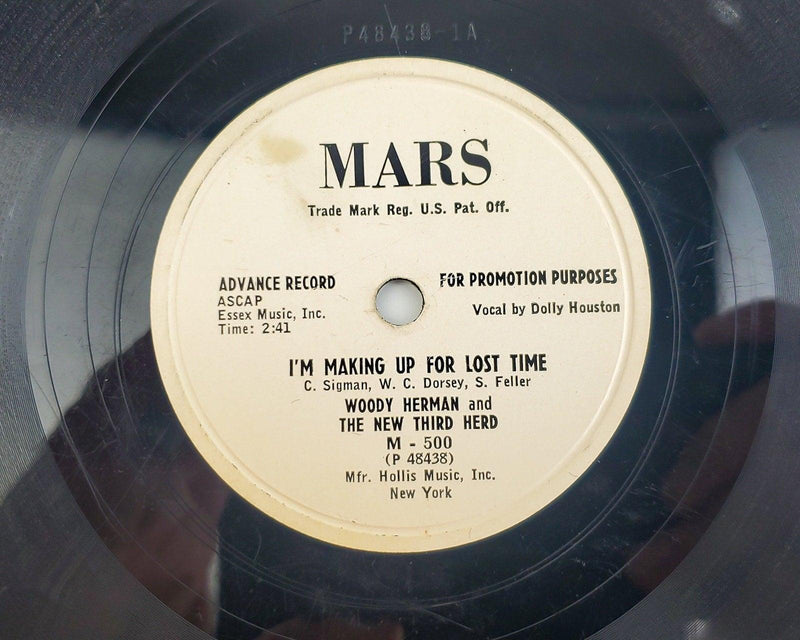 P48438-1A
MARS
Trade Mark Reg. U.S. Pat. Off.
ADVANCE RECORD
ASCAP
Essex Music, Inc.
Time: 2:41
FOR PROMOTION PURPOSES
Vocal by Dolly Houston
I'M MAKING UP FOR LOST TIME
C. Sigman, W. C. Dorsey, S. Feller
WOODY HERMAN and
THE NEW THIRD HERD
M - 500
(P 48438)
Mfr. Hollis Music, Inc.
New York